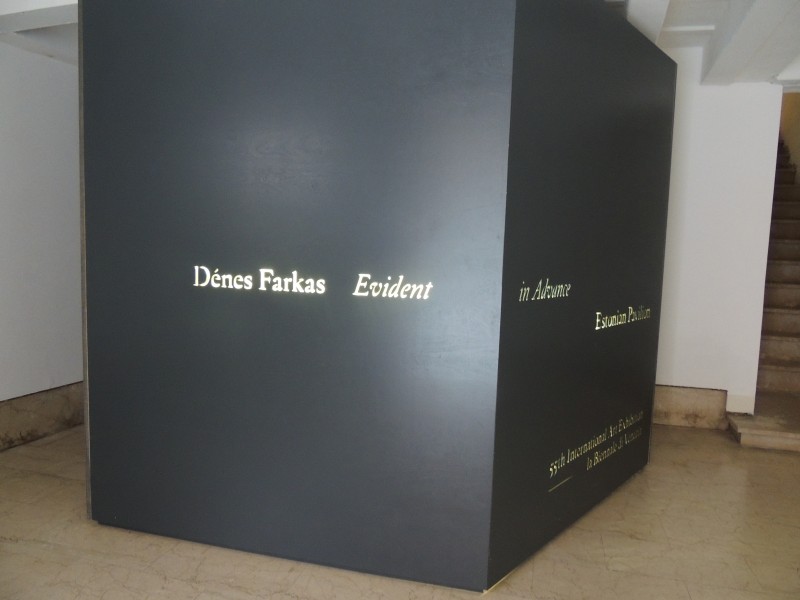 Dénes Farkas Evident in Advance
Estonian Pavilion
55th International Art Exhibition
la Biennale di Venezia